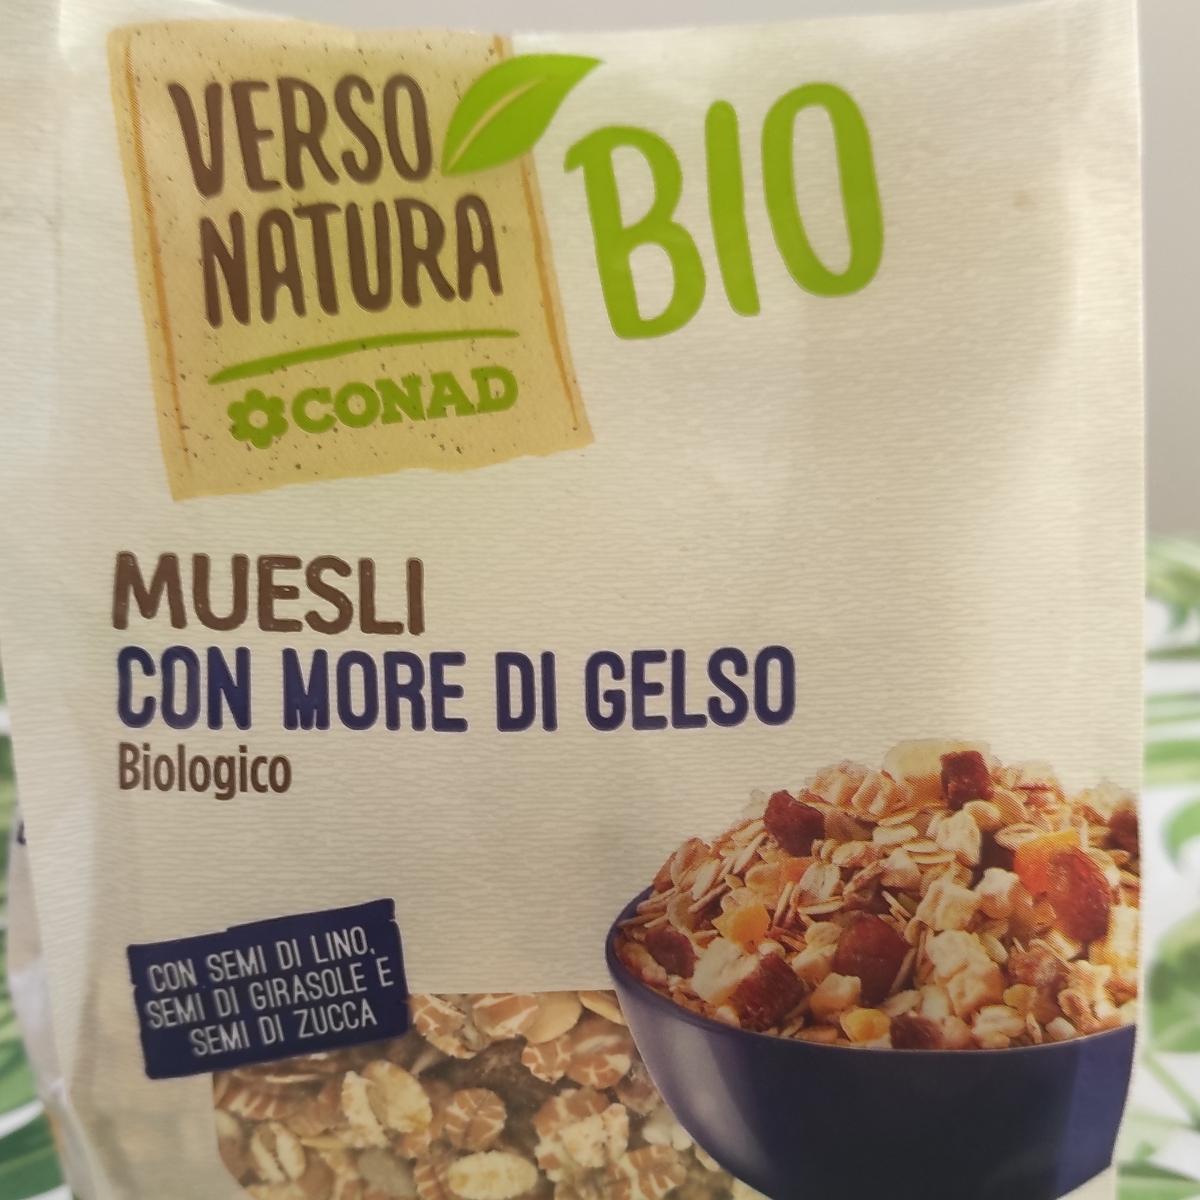 VERSO
NATURA
CONAD
BIO
MUESLI
CON MORE DI GELSO
Biologico
CON SEMI DI LINO,
SEMI DI GIRASOLE E
SEMI DI ZUCCA